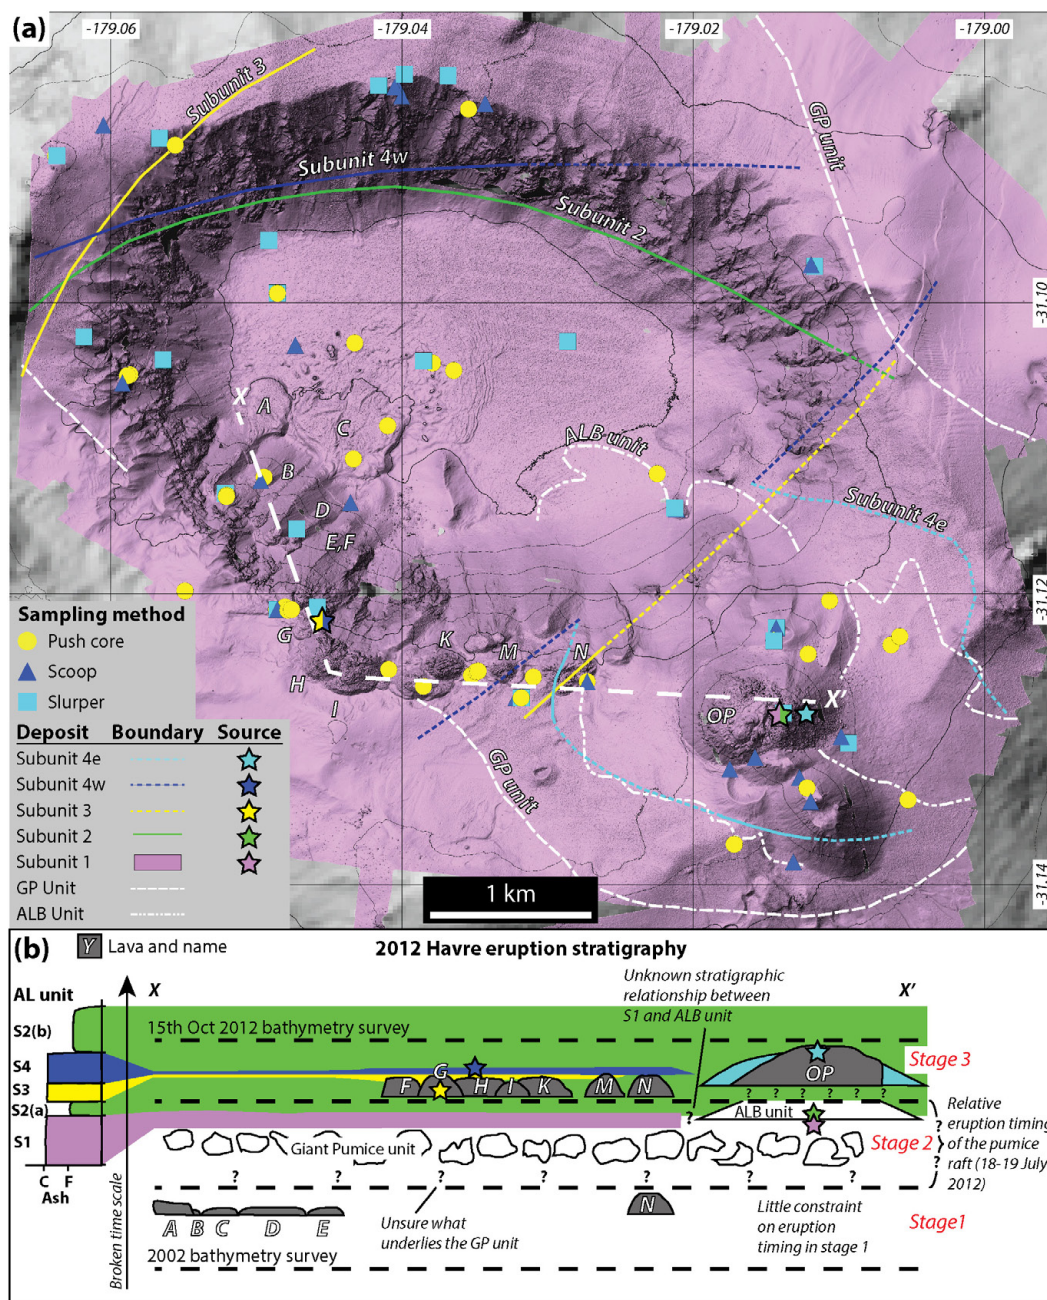 (a)
-179.06
-179.04
-179.02
-179.00
Subunit 3
GP unit
Subunit 4w
Subunit 2
-31.10
X
A
C
ALB unit
B
D
Subunit 4e
E,F
-31.12
Sampling method
Push core
Scoop
Slurper
G
K
M
N
H
X'
I
OP
GP unit
Deposit Boundary Source
Subunit 4e
Subunit 4w
Subunit 3
Subunit 2
Subunit 1
GP Unit
ALB Unit
1 km
-31.14
(b)
Y Lava and name
2012 Havre eruption stratigraphy
Unknown stratigraphic
relationship between
S1 and ALB unit
AL unit
X
X'
S2(b)
15th Oct 2012 bathymetry survey
Stage 3
S4
G
OP
S3
F H I K M N
? ? ? ? ? ?
S2(a)
ALB unit
?
Relative
eruption timing
of the pumice
raft (18-19 July
2012)
?
?
S1
Giant Pumice unit
Stage 2
? ? ? ? ? ?
C F
Ash
Broken time scale
A B C D E
N
Unsure what
underlies the GP unit
Little constraint
on eruption
timing in stage 1
Stage1
2002 bathymetry survey